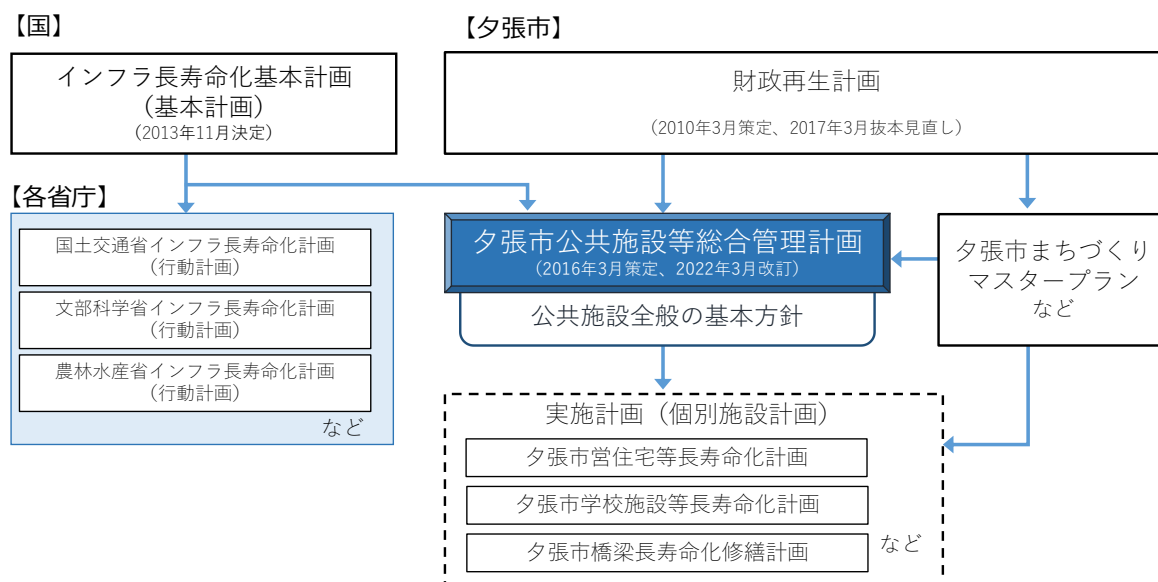 【国】
インフラ長寿命化基本計画
（基本計画）
（2013年11月決定）
【各省庁】
国土交通省インフラ長寿命化計画
（行動計画）
文部科学省インフラ長寿命化計画
（行動計画）
農林水産省インフラ長寿命化計画
（行動計画）
など
【夕張市】
財政再生計画
（2010年3月策定、2017年3月抜本見直し）
夕張市公共施設等総合管理計画
（2016年3月策定、2022年3月改訂）
公共施設全般の基本方針
夕張市まちづくり
マスタープラン
など
実施計画（個別施設計画）
夕張市営住宅等長寿命化計画
夕張市学校施設等長寿命化計画
夕張市橋梁長寿命化修繕計画
など